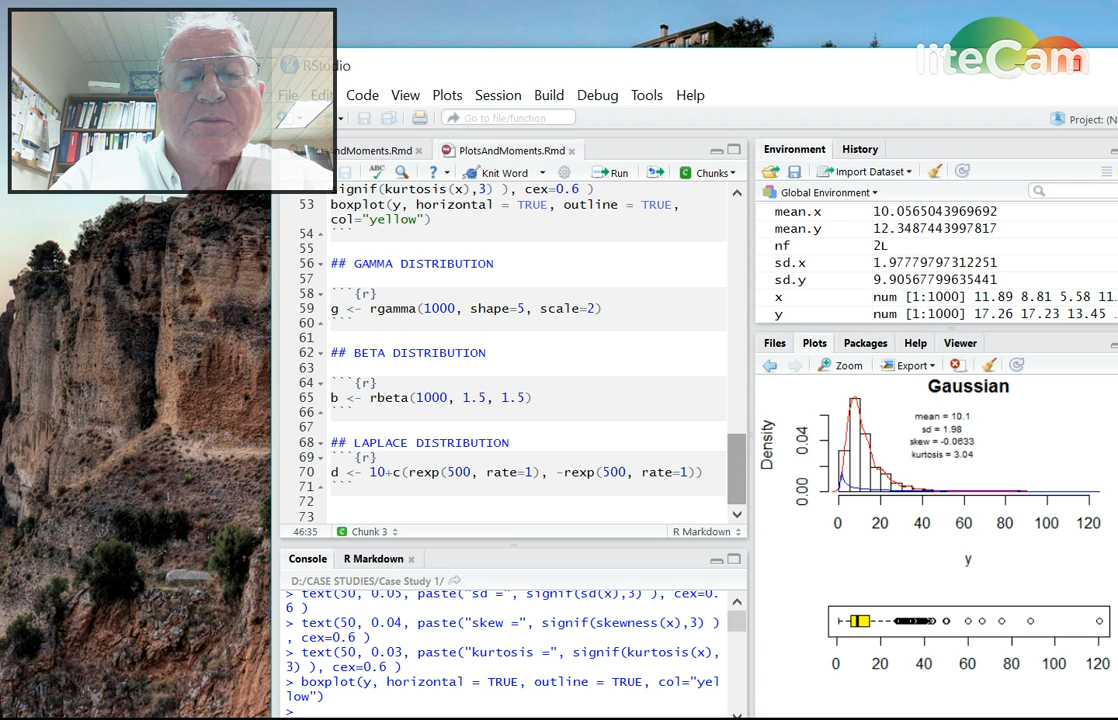 liteCam
RStudio
File Edit Code View Plots Session Build Debug Tools Help
Go to file/function
Project: (N
PlotsAndMoments.Rmd
PlotsAndMoments.Rmd
ABC
Knit Word
Run
Chunks
signif(kurtosis(x),3) ), cex=0.6 )
53 boxplot(y, horizontal = TRUE, outline = TRUE,
col="yellow")
54 ```
55
56 ## GAMMA DISTRIBUTION
57
58 ```{r}
59 g <- rgamma(1000, shape=5, scale=2)
60 ```
61
62 ## BETA DISTRIBUTION
63
64 ```{r}
65 b <- rbeta(1000, 1.5, 1.5)
66 ```
67
68 ## LAPLACE DISTRIBUTION
69 ```{r}
70 d <- 10+c(rexp(500, rate=1), -rexp(500, rate=1))
71 ```
72
73
46:35
C Chunk 3
R Markdown
Console
R Markdown
D:/CASE STUDIES/Case Study 1/
> text(50, 0.05, paste("sd =", signif(sd(x),3) ), cex=0.
6 )
> text(50, 0.04, paste("skew =", signif(skewness(x),3) )
, cex=0.6 )
> text(50, 0.03, paste("kurtosis =", signif(kurtosis(x),
3) ), cex=0.6 )
> boxplot(y, horizontal = TRUE, outline = TRUE, col="yel
low")
>
Environment
History
Import Dataset
Global Environment
mean.x 10.0565043969692
mean.y 12.3487443997817
nf 2L
sd.x 1.97779797312251
sd.y 9.90567799635441
x num [1:1000] 11.89 8.81 5.58 11..
y num [1:1000] 17.26 17.23 13.45 ..
Files Plots Packages Help Viewer
Zoom
Export
Gaussian
mean = 10.1
sd = 1.98
skew = -0.0633
kurtosis = 3.04
Density
0.04
0.00
0 20 40 60 80 100 120
y
0 20 40 60 80 100 120